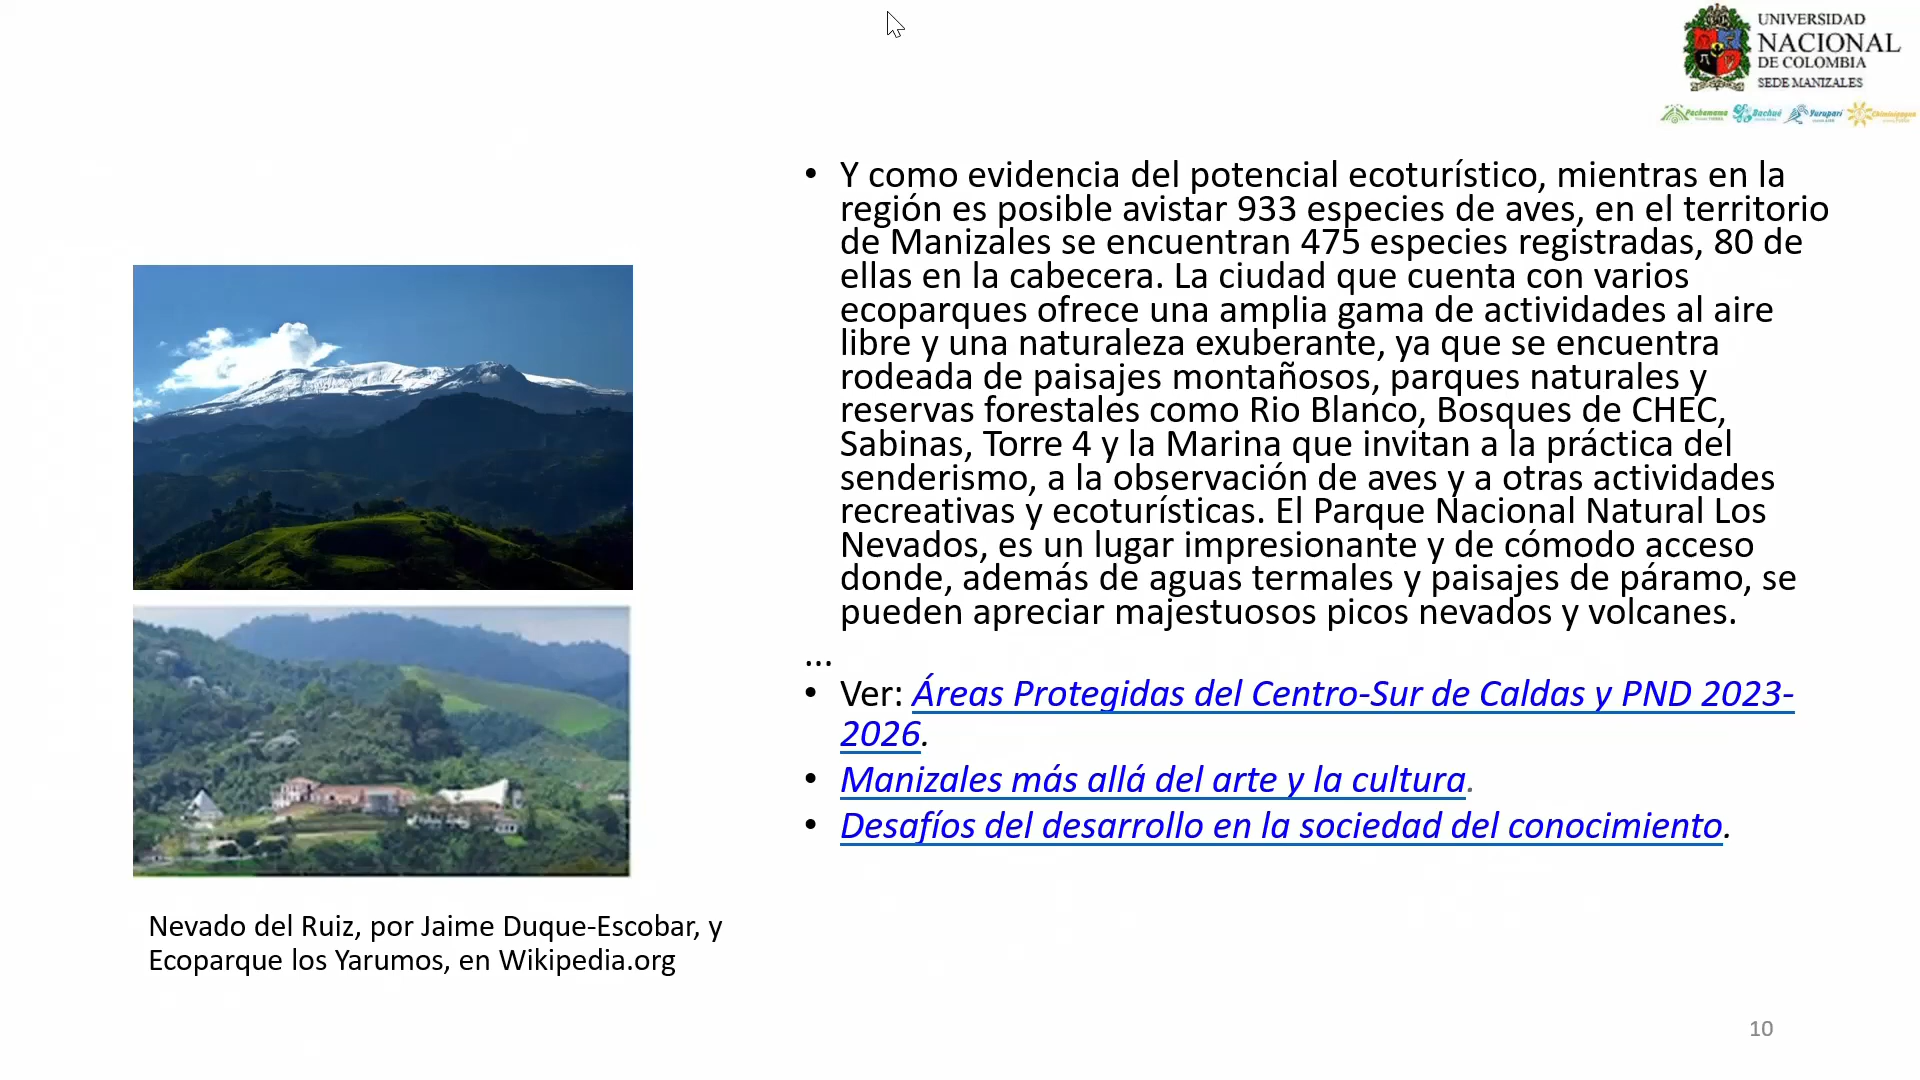 UNIVERSIDAD
NACIONAL
DE COLOMBIA
SEDE MANIZALES
Pachamama Bachué Yurupari Chiminigagua
• Y como evidencia del potencial ecoturístico, mientras en la
región es posible avistar 933 especies de aves, en el territorio
de Manizales se encuentran 475 especies registradas, 80 de
ellas en la cabecera. La ciudad que cuenta con varios
ecoparques ofrece una amplia gama de actividades al aire
libre y una naturaleza exuberante, ya que se encuentra
rodeada de paisajes montañosos, parques naturales y
reservas forestales como Rio Blanco, Bosques de CHEC,
Sabinas, Torre 4 y la Marina que invitan a la práctica del
senderismo, a la observación de aves y a otras actividades
recreativas y ecoturísticas. El Parque Nacional Natural Los
Nevados, es un lugar impresionante y de cómodo acceso
donde, además de aguas termales y paisajes de páramo, se
pueden apreciar majestuosos picos nevados y volcanes.
...
• Ver: Áreas Protegidas del Centro-Sur de Caldas y PND 2023-
2026.
• Manizales más allá del arte y la cultura.
• Desafíos del desarrollo en la sociedad del conocimiento.
Nevado del Ruiz, por Jaime Duque-Escobar, y
Ecoparque los Yarumos, en Wikipedia.org
10